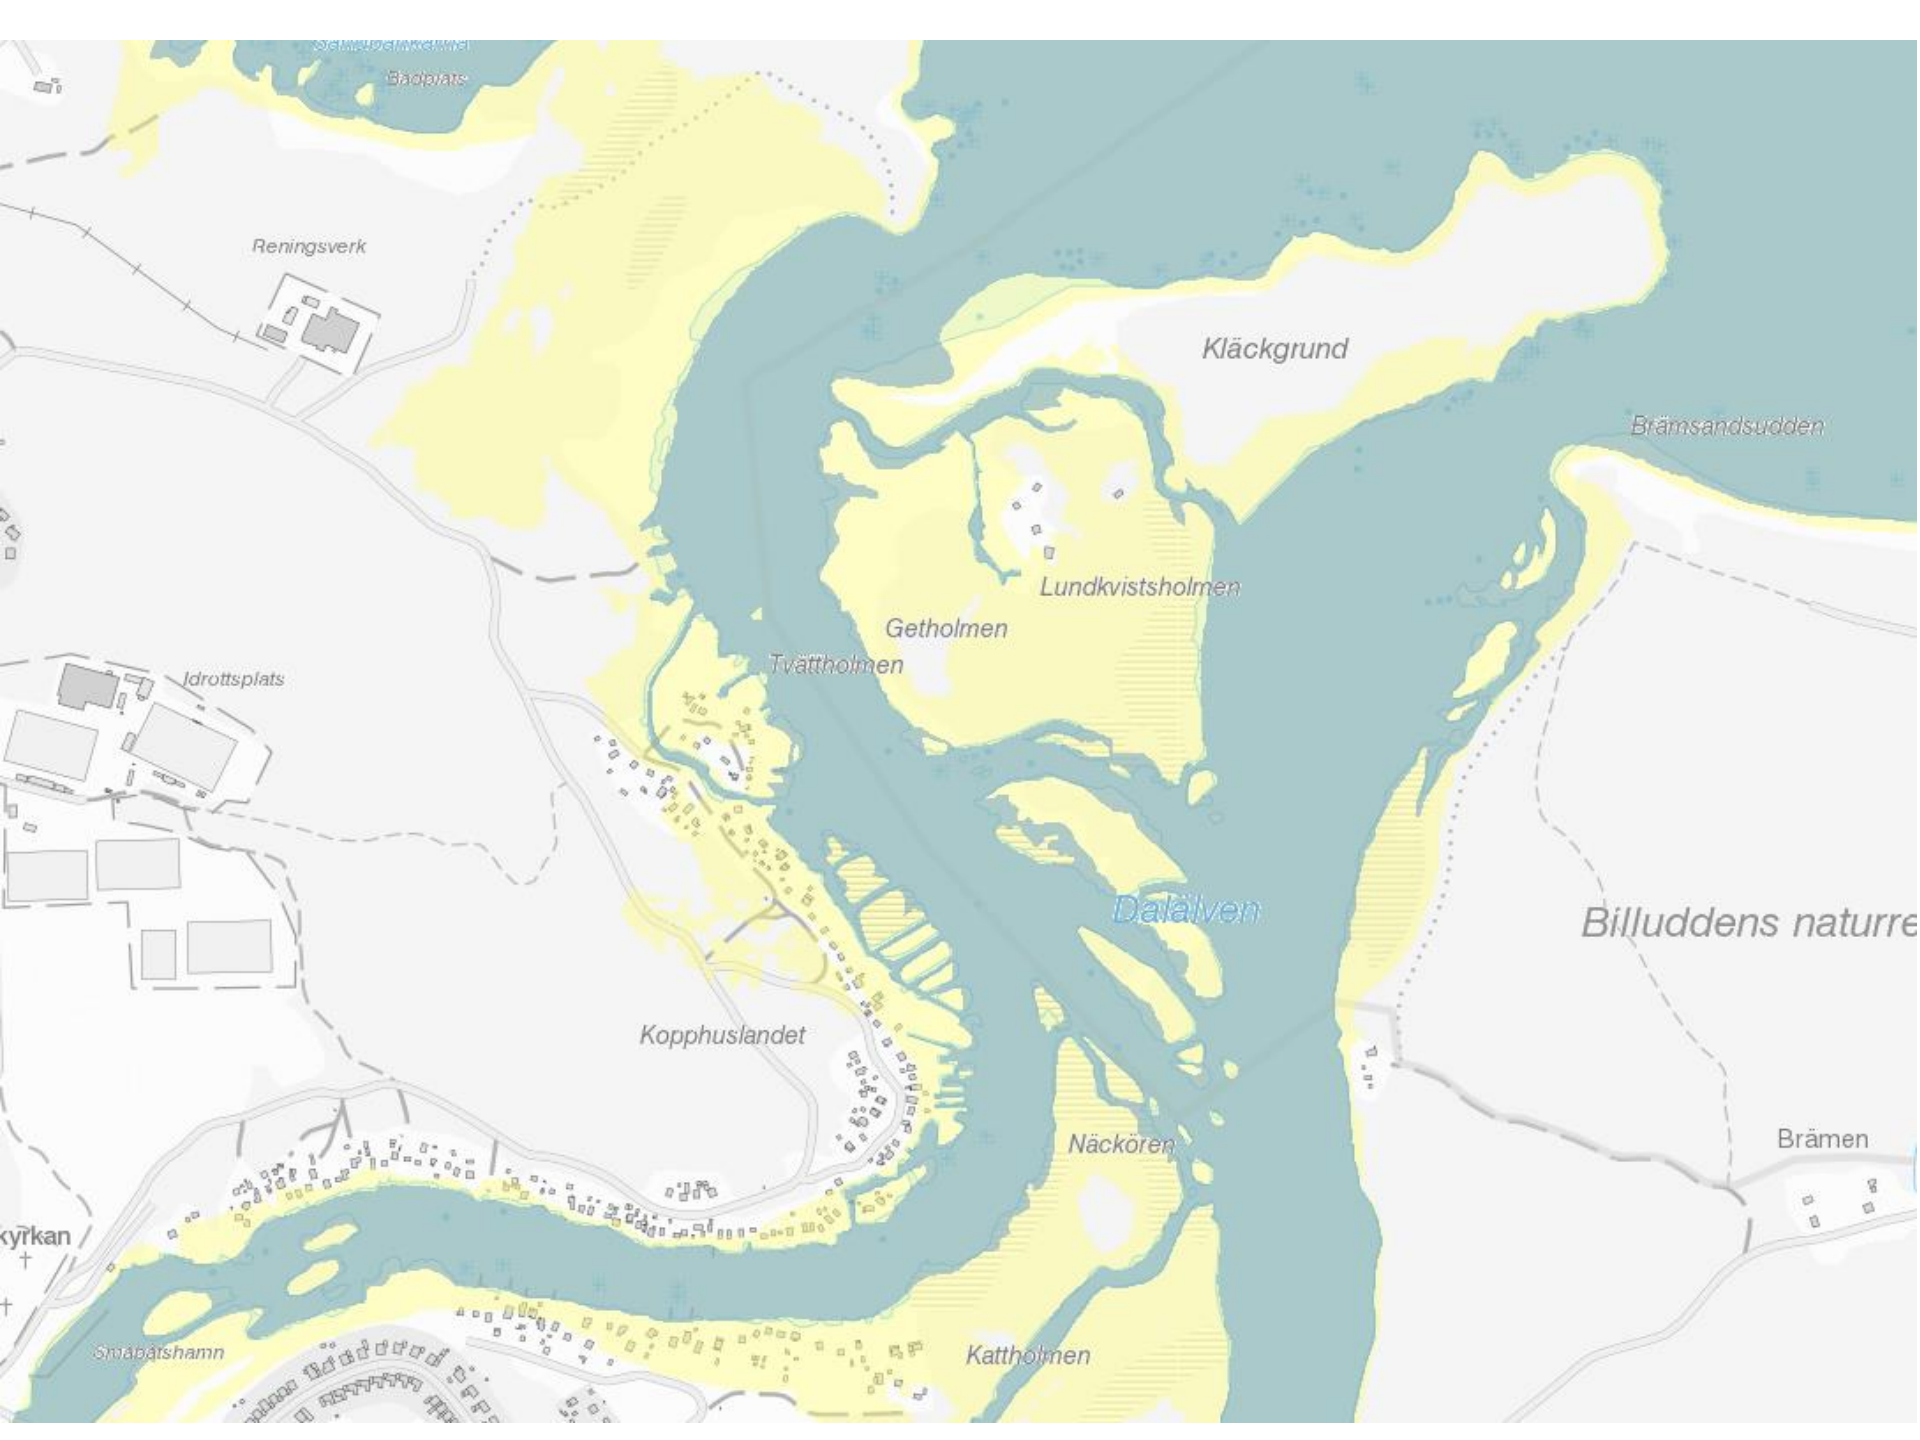 Badplats
Reningsverk
Kläckgrund
Brämsandsudden
Lundkvistsholmen
Getholmen
Tvättholmen
Idrottsplats
Dalälven
Billuddens naturre
Kopphuslandet
Näckören
Brämen
kyrkan
Småbåtshamn
Kattholmen